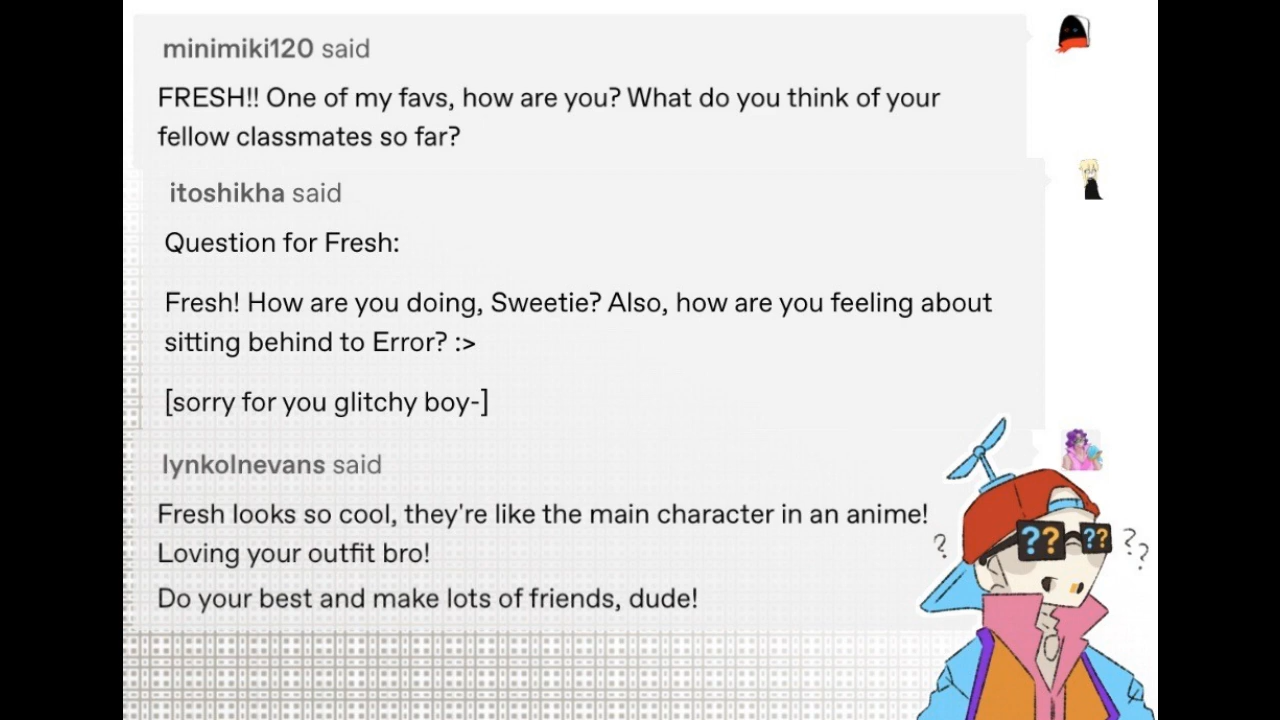 minimiki120 said
FRESH!! One of my favs, how are you? What do you think of your
fellow classmates so far?
itoshikha said
Question for Fresh:
Fresh! How are you doing, Sweetie? Also, how are you feeling about
sitting behind to Error? :>
[sorry for you glitchy boy-]
lynkolnevans said
Fresh looks so cool, they're like the main character in an anime!
Loving your outfit bro!
Do your best and make lots of friends, dude!
? ?? ?? ??